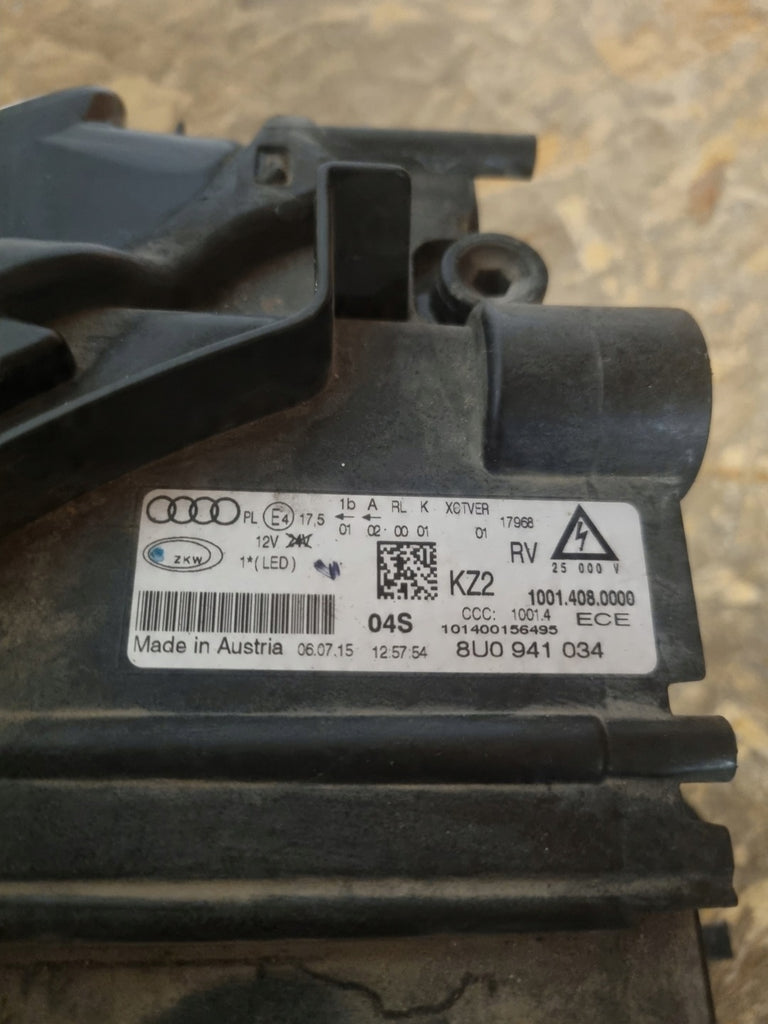 PL E4 17,5 1b A RL K XCTVER
01 02 · 00 01 01 17968
12V 24V
ZKW 1*(LED) KZ2 RV 25 000 V
1001.408.0000
04S CCC: 1001.4 ECE
101400156495
Made in Austria 06.07.15 12:57:54 8U0 941 034